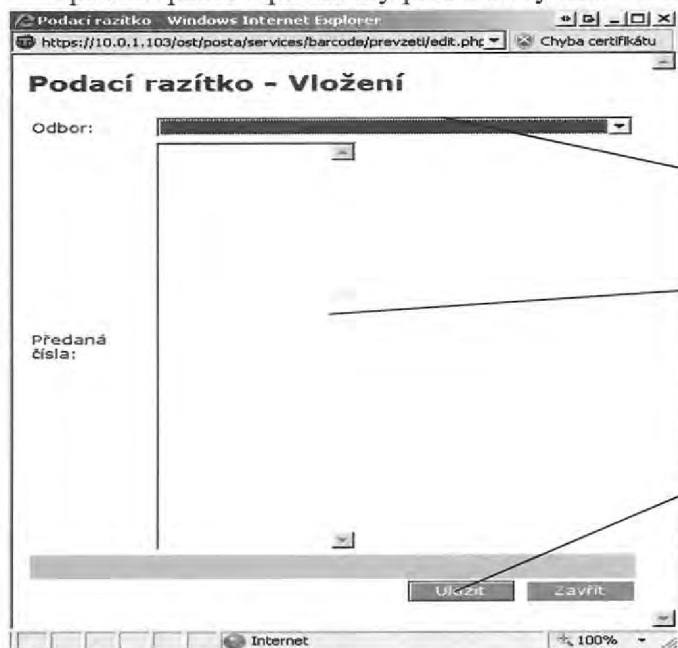 Podací razítko - Windows Internet Explorer
https://10.0.1.103/ost/posta/services/barcode/prevzeti/edit.php
Chyba certifikátu
Podací razítko - Vložení
Odbor:
Předaná
čísla:
Uložit
Zavřít
Internet
100%